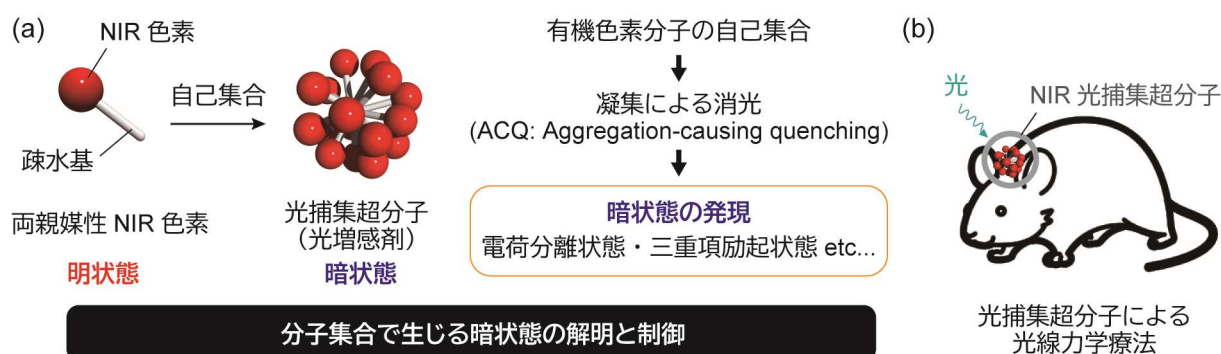 (a)
NIR 色素
自己集合
疎水基
両親媒性 NIR 色素
明状態
光捕集超分子
(光増感剤)
暗状態
有機色素分子の自己集合
凝集による消光
(ACQ: Aggregation-causing quenching)
暗状態の発現
電荷分離状態・三重項励起状態 etc...
分子集合で生じる暗状態の解明と制御
(b)
光
NIR 光捕集超分子
光捕集超分子による
光線力学療法